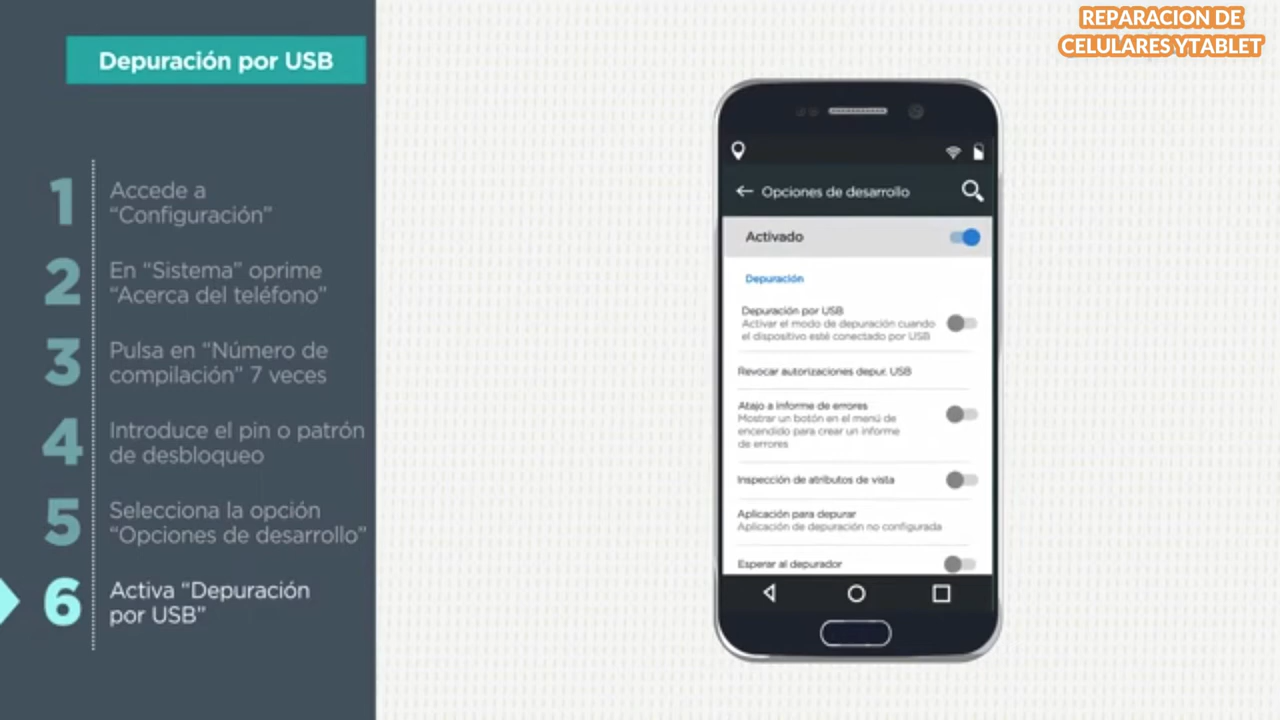 REPARACION DE
CELULARES YTABLET
Depuración por USB
1
Accede a
“Configuración”
2
En “Sistema” oprime
“Acerca del teléfono”
3
Pulsa en “Número de
compilación” 7 veces
4
Introduce el pin o patrón
de desbloqueo
5
Selecciona la opción
“Opciones de desarrollo”
6
Activa “Depuración
por USB”
Opciones de desarrollo
Activado
Depuración
Depuración por USB
Activar el modo de depuración cuando
el dispositivo esté conectado por USB
Revocar autorizaciones depur. USB
Atajo a informe de errores
Mostrar un botón en el menú de
encendido para crear un informe
de errores
Inspección de atributos de vista
Aplicación para depurar
Aplicación de depuración no configurada
Esperar al depurador